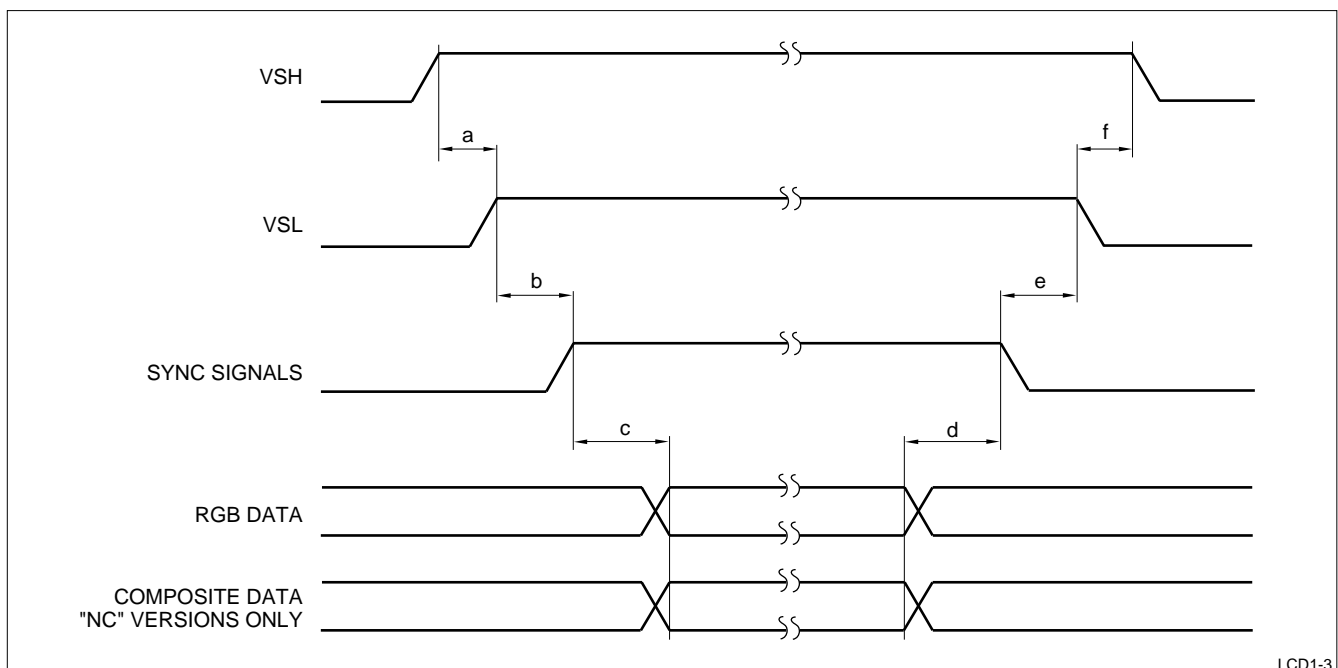 VSH
a
f
VSL
b
e
SYNC SIGNALS
c
d
RGB DATA
COMPOSITE DATA
"NC" VERSIONS ONLY
LCD1-3